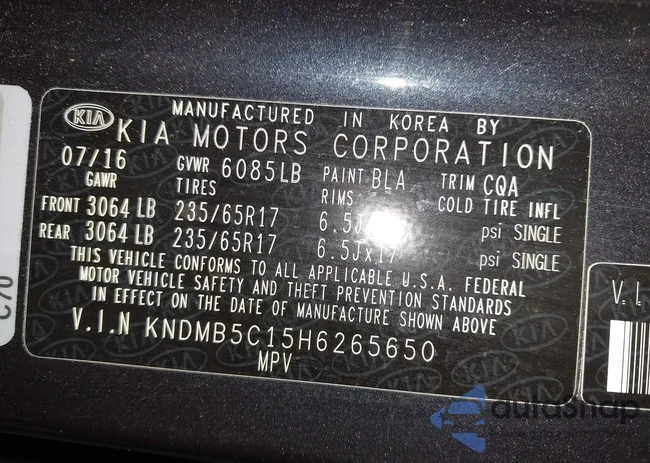 MANUFACTURED IN KOREA BY
KIA KIA MOTORS CORPORATION
07/16 GVWR 6085LB PAINT BLA TRIM CQA
GAWR TIRES RIMS COLD TIRE INFL
FRONT 3064 LB 235/65R17 psi SINGLE
REAR 3064 LB 235/65R17 6.5Jx17 psi SINGLE
THIS VEHICLE CONFORMS TO ALL APPLICABLE U.S.A. FEDERAL
MOTOR VEHICLE SAFETY AND THEFT PREVENTION STANDARDS
IN EFFECT ON THE DATE OF MANUFACTURE SHOWN ABOVE
V.I.N KNDMB5C15H6265650
MPV
V.I.
C70
autosnap